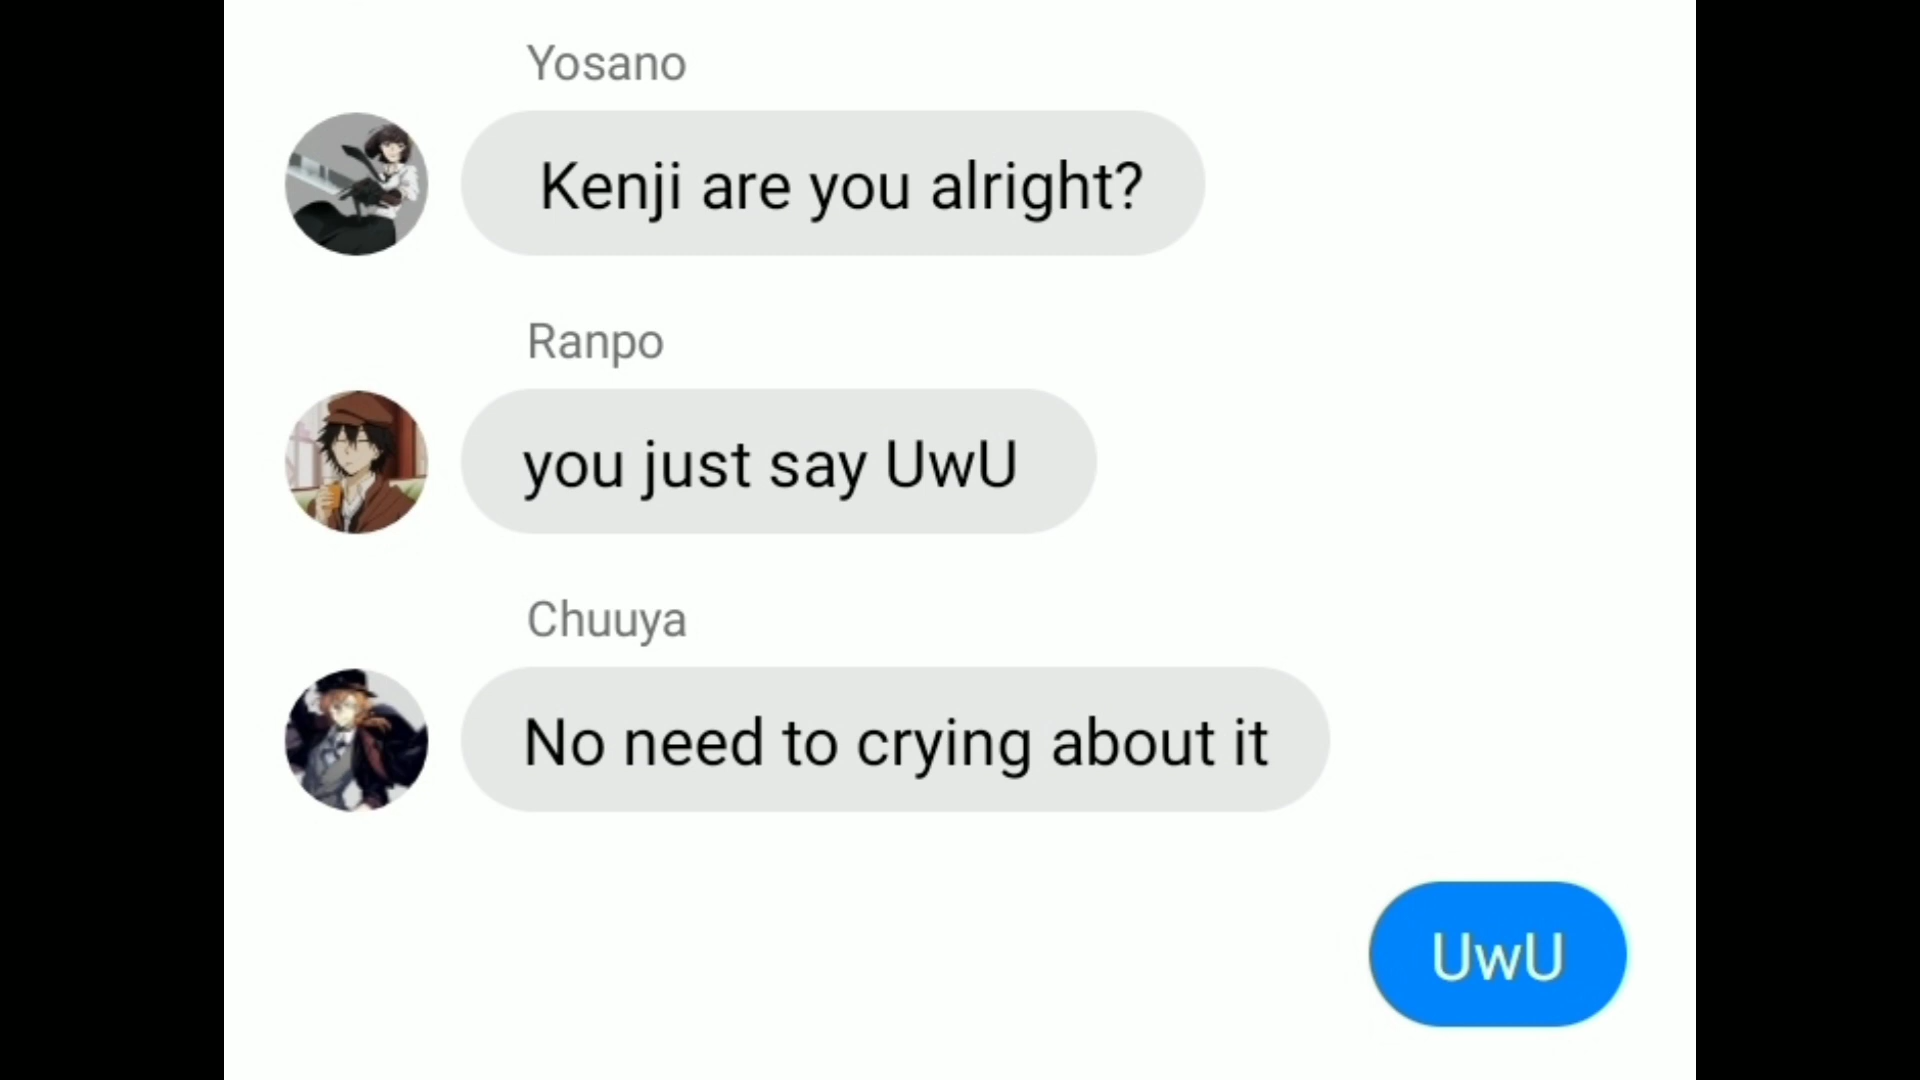 Yosano
Kenji are you alright?
Ranpo
you just say UwU
Chuuya
No need to crying about it
UwU